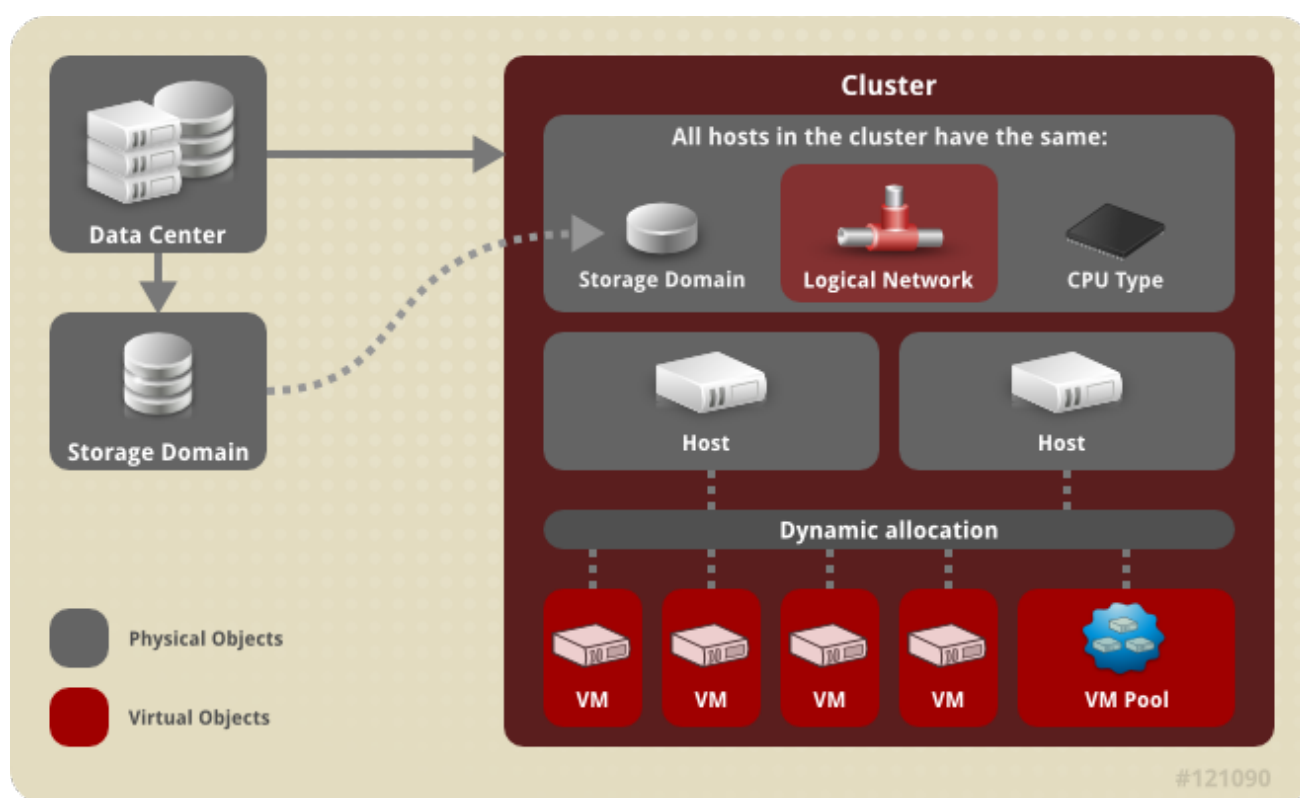 Cluster
All hosts in the cluster have the same:
Data Center
Storage Domain
Logical Network
CPU Type
Storage Domain
Host
Host
Dynamic allocation
VM
VM
VM
VM
VM Pool
Physical Objects
Virtual Objects
#121090